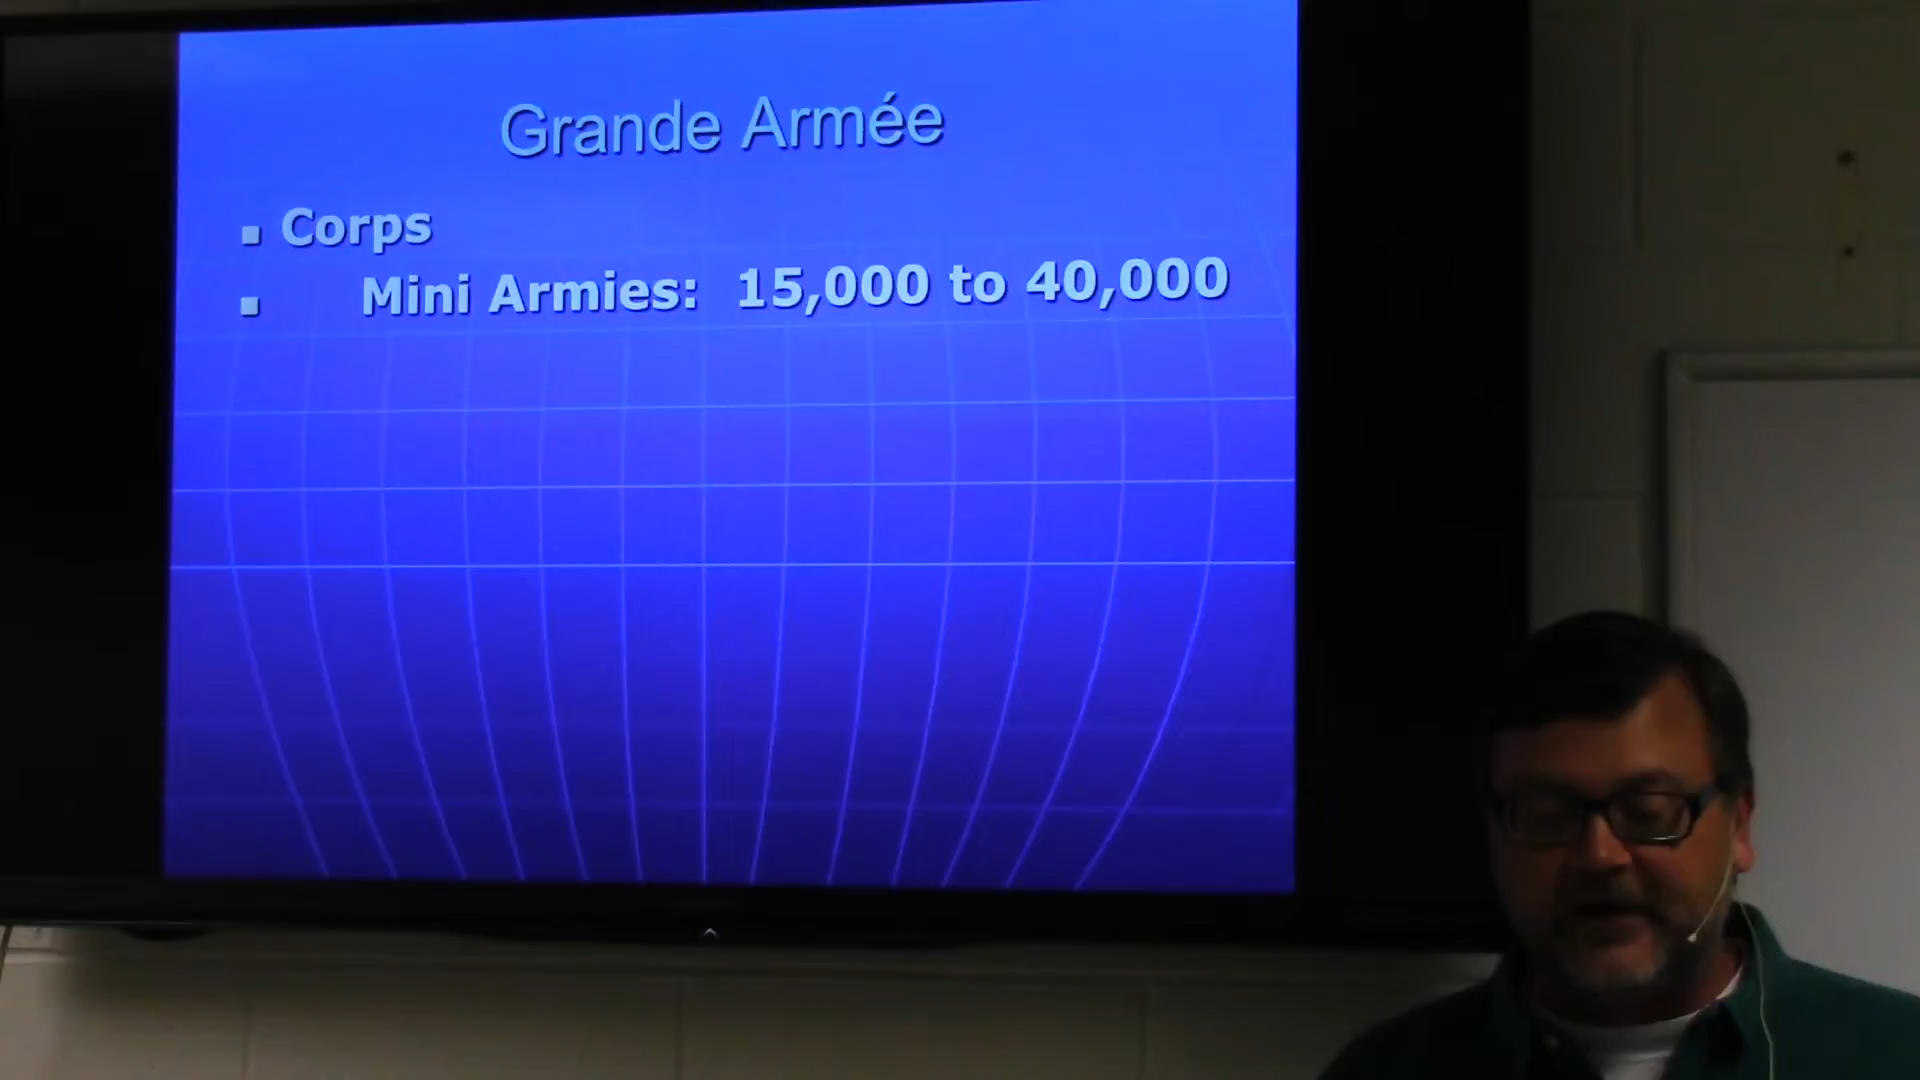 Grande Armée
▪ Corps
▪ Mini Armies: 15,000 to 40,000